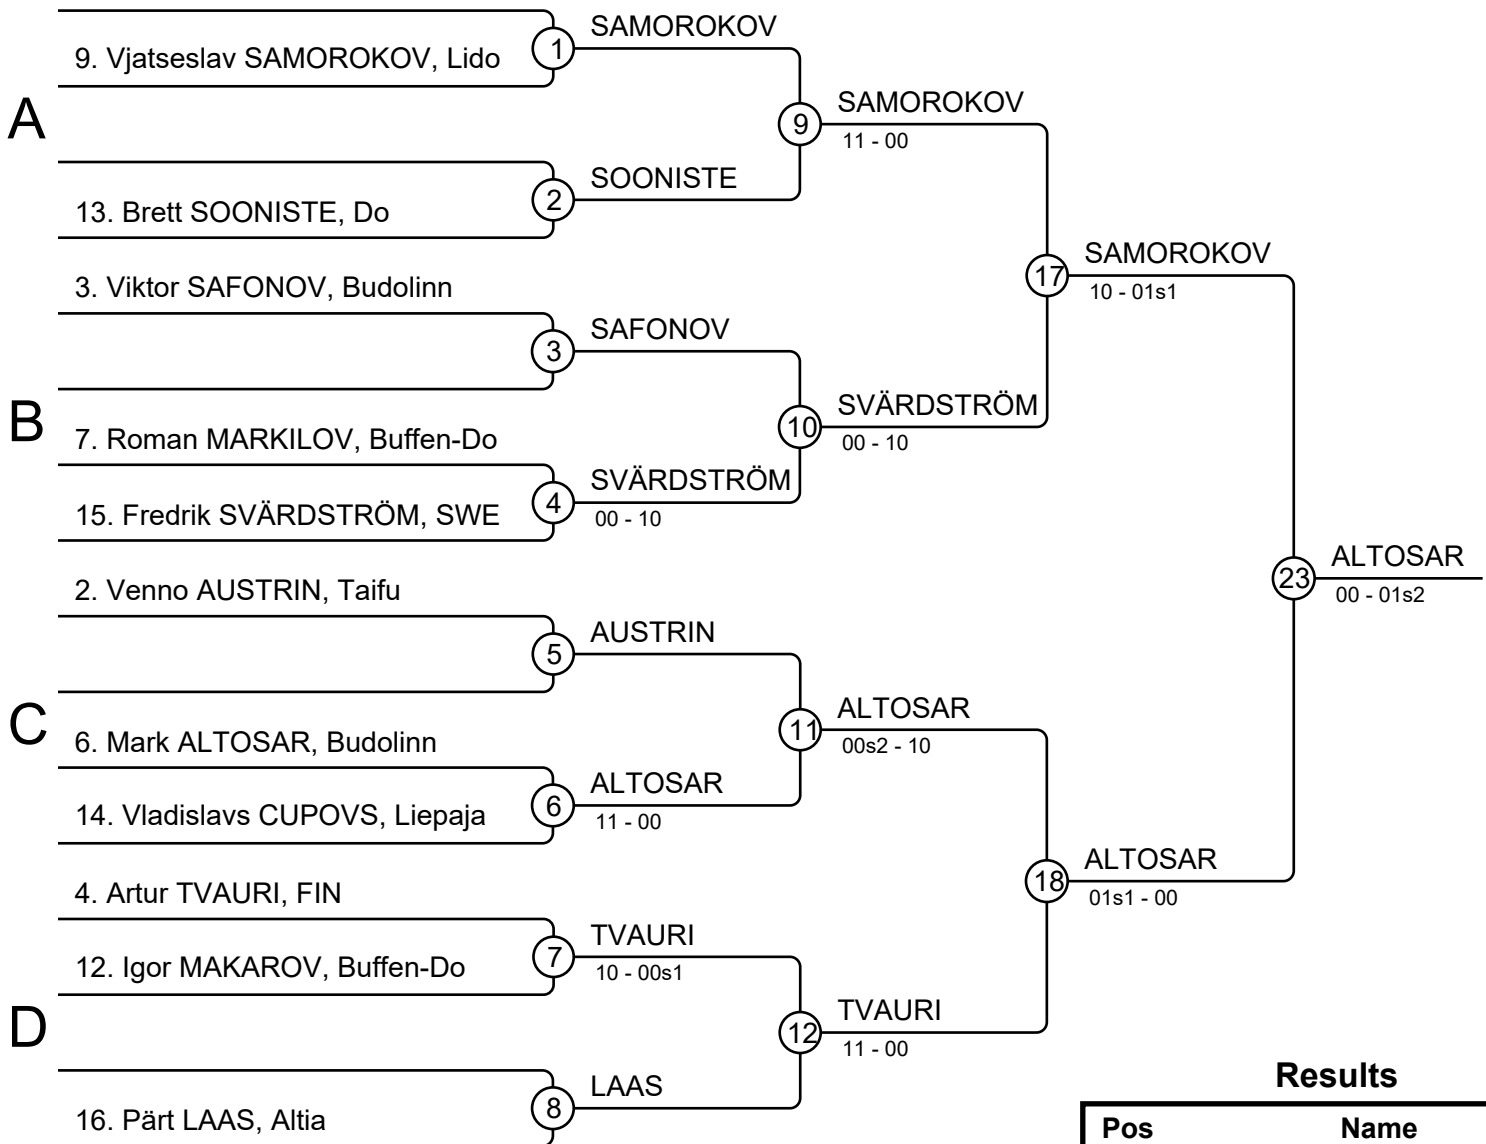 SAMOROKOV
1
9. Vjatseslav SAMOROKOV, Lido
SAMOROKOV
A
9
11 - 00
SOONISTE
2
13. Brett SOONISTE, Do
SAMOROKOV
17
10 - 01s1
3. Viktor SAFONOV, Budolinn
SAFONOV
3
SVÄRDSTRÖM
B
10
00 - 10
7. Roman MARKILOV, Buffen-Do
SVÄRDSTRÖM
4
00 - 10
15. Fredrik SVÄRDSTRÖM, SWE
ALTOSAR
23
00 - 01s2
2. Venno AUSTRIN, Taifu
AUSTRIN
5
ALTOSAR
C
11
00s2 - 10
6. Mark ALTOSAR, Budolinn
ALTOSAR
6
11 - 00
14. Vladislavs CUPOVS, Liepaja
ALTOSAR
18
01s1 - 00
4. Artur TVAURI, FIN
TVAURI
7
10 - 00s1
12. Igor MAKAROV, Buffen-Do
TVAURI
D
12
11 - 00
LAAS
8
16. Pärt LAAS, Altia
Results
Pos Name